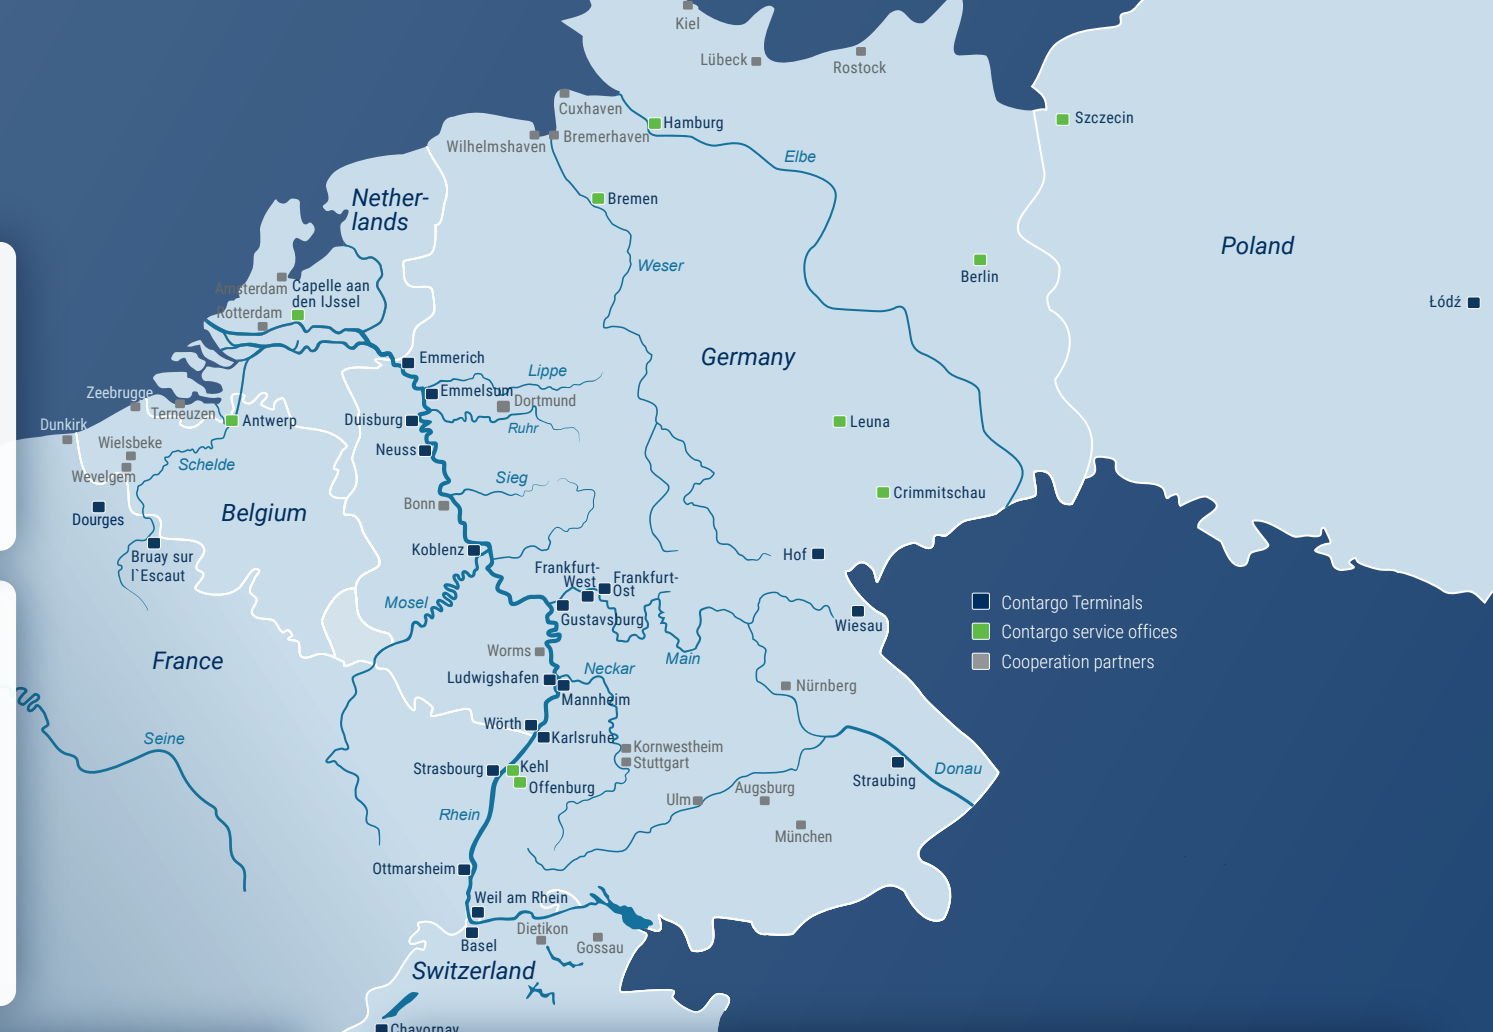 Kiel
Lübeck
Rostock
Cuxhaven
Hamburg
Szczecin
Wilhelmshaven
Bremerhaven
Elbe
Nether-
lands
Bremen
Weser
Poland
Berlin
Amsterdam
Capelle aan
den IJssel
Rotterdam
Łódź
Emmerich
Germany
Lippe
Emmelsum
Zeebrugge
Terneuzen
Dortmund
Dunkirk
Antwerp
Duisburg
Ruhr
Leuna
Wielsbeke
Neuss
Schelde
Wevelgem
Sieg
Crimmitschau
Bonn
Belgium
Dourges
Koblenz
Hof
Bruay sur
l`Escaut
Frankfurt-
West
Frankfurt-
Ost
Mosel
Gustavsburg
Wiesau
Contargo Terminals
Contargo service offices
Cooperation partners
France
Worms
Main
Neckar
Ludwigshafen
Mannheim
Nürnberg
Wörth
Karlsruhe
Seine
Kornwestheim
Stuttgart
Strasbourg
Kehl
Offenburg
Donau
Straubing
Ulm
Augsburg
Rhein
München
Ottmarsheim
Weil am Rhein
Dietikon
Basel
Gossau
Switzerland
Chavornay